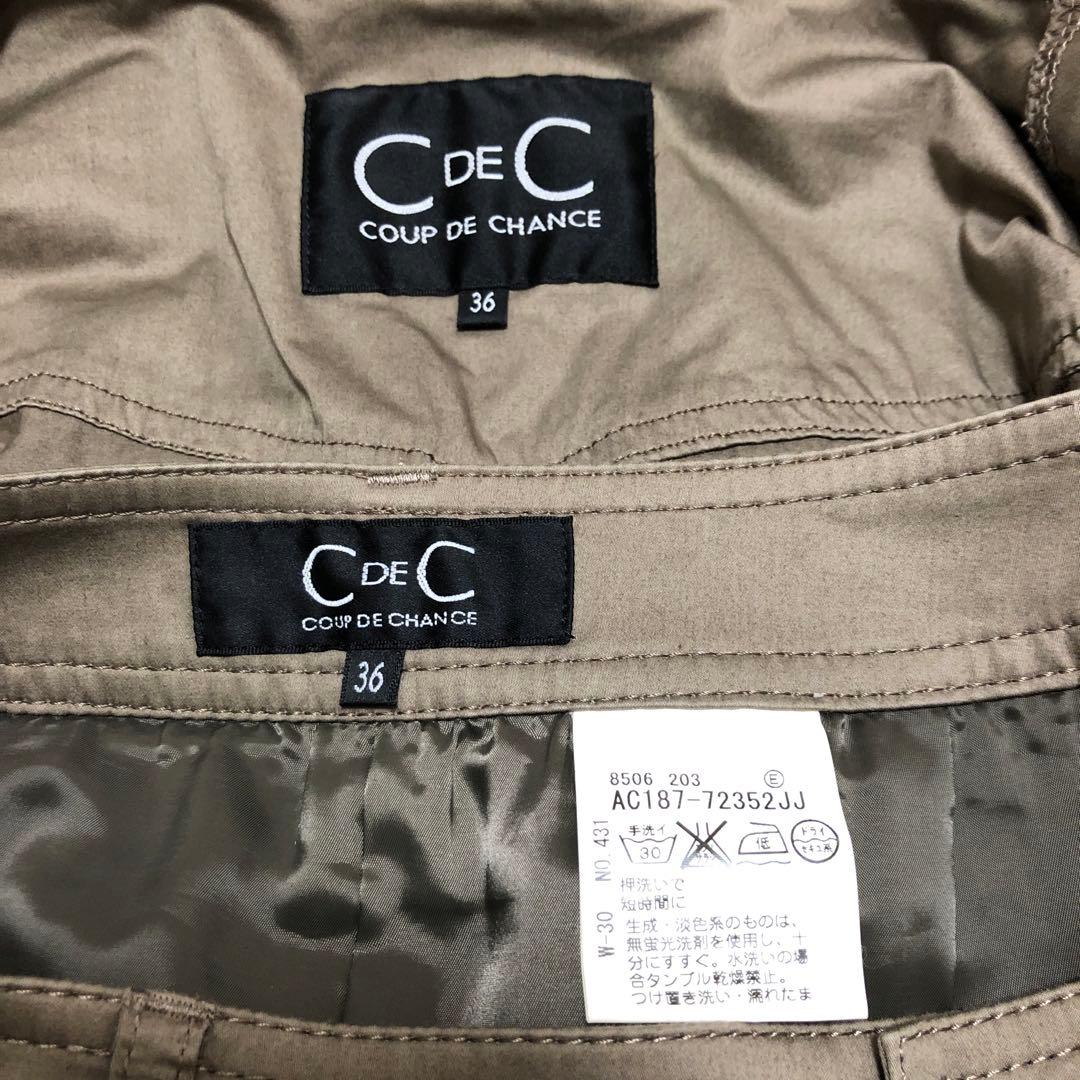 C DE C
COUP DE CHANCE
36
C DE C
COUP DE CHANCE
36
8506 203 Ⓔ
AC187-72352JJ
手洗イ
30
低
ドライ
セキユ系
W-30 NO.431
押洗いで
短時間に
生成・淡色系のものは、
無蛍光洗剤を使用し、十
分にすすぐ。水洗いの場
合タンブル乾燥禁止。
つけ置き洗い・濡れたま